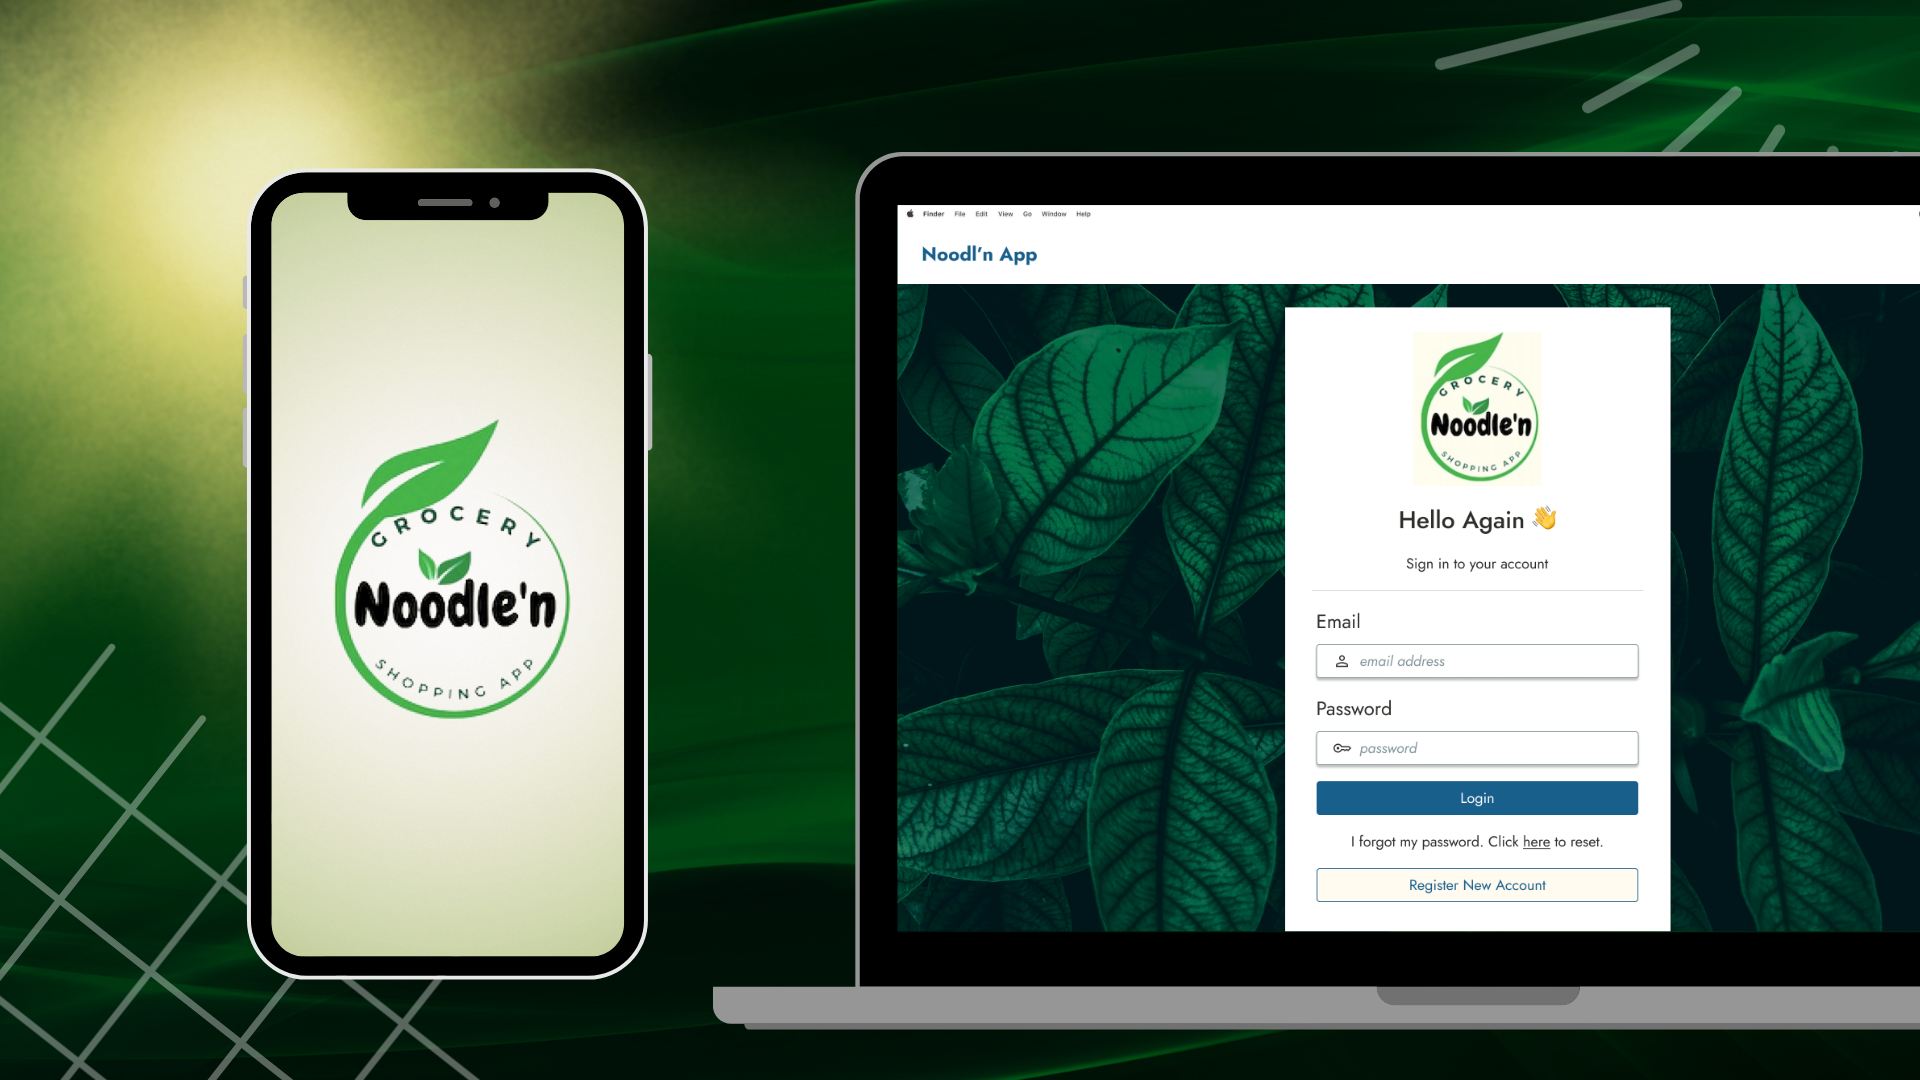 GROCERY
Noodle'n
SHOPPING APP
Finder File Edit View Go Window Help
Noodl’n App
GROCERY
Noodle'n
SHOPPING APP
Hello Again 👋
Sign in to your account
Email
email address
Password
password
Login
I forgot my password. Click here to reset.
Register New Account